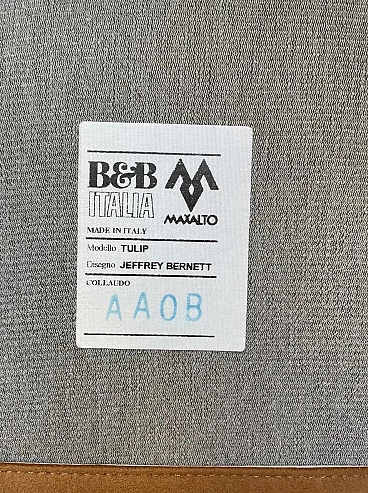 B&B
ITALIA
MAXALTO
MADE IN ITALY
Modello TULIP
Disegno JEFFREY BERNETT
COLLAUDO
AA0B